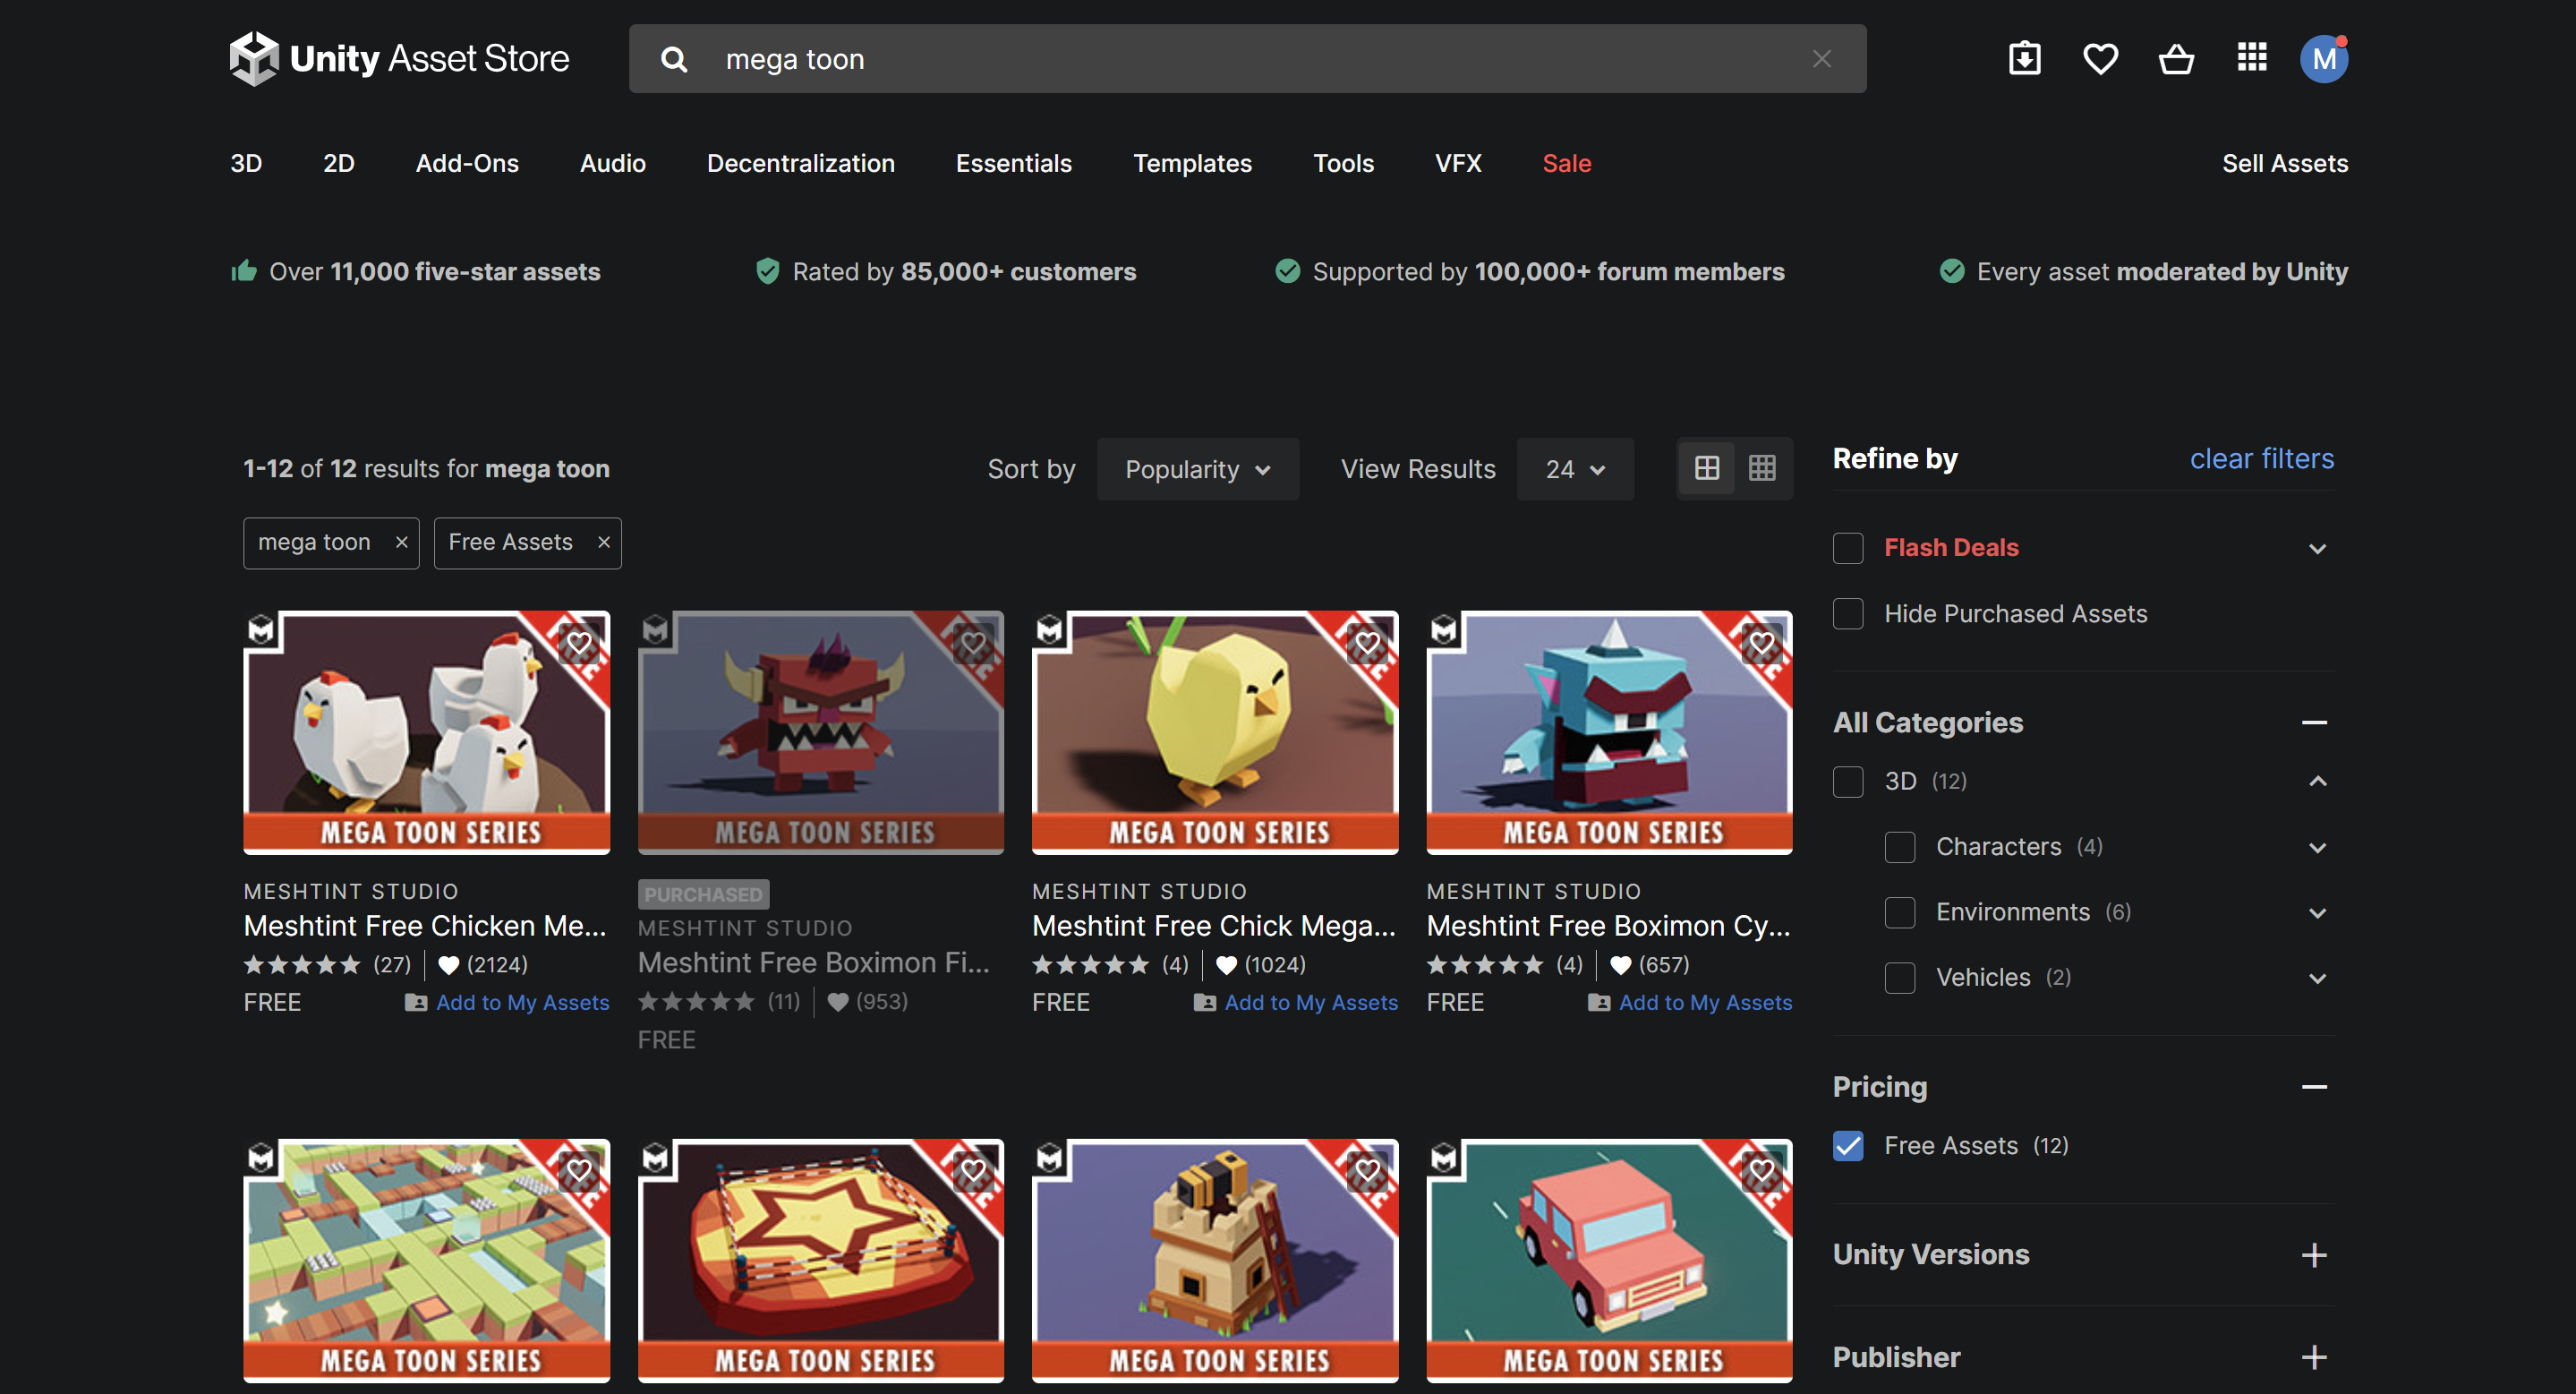 Unity Asset Store
mega toon
M
3D 2D Add-Ons Audio Decentralization Essentials Templates Tools VFX Sale Sell Assets
Over 11,000 five-star assets
Rated by 85,000+ customers
Supported by 100,000+ forum members
Every asset moderated by Unity
1-12 of 12 results for mega toon
Sort by Popularity
View Results 24
mega toon ×
Free Assets ×
MEGA TOON SERIES
MESHTINT STUDIO
Meshtint Free Chicken Me...
(27) (2124)
FREE Add to My Assets
MEGA TOON SERIES
PURCHASED
MESHTINT STUDIO
Meshtint Free Boximon Fi...
(11) (953)
FREE
MEGA TOON SERIES
MESHTINT STUDIO
Meshtint Free Chick Mega...
(4) (1024)
FREE Add to My Assets
MEGA TOON SERIES
MESHTINT STUDIO
Meshtint Free Boximon Cy...
(4) (657)
FREE Add to My Assets
MEGA TOON SERIES
MEGA TOON SERIES
MEGA TOON SERIES
MEGA TOON SERIES
Refine by clear filters
Flash Deals
Hide Purchased Assets
All Categories
3D (12)
Characters (4)
Environments (6)
Vehicles (2)
Pricing
Free Assets (12)
Unity Versions
Publisher